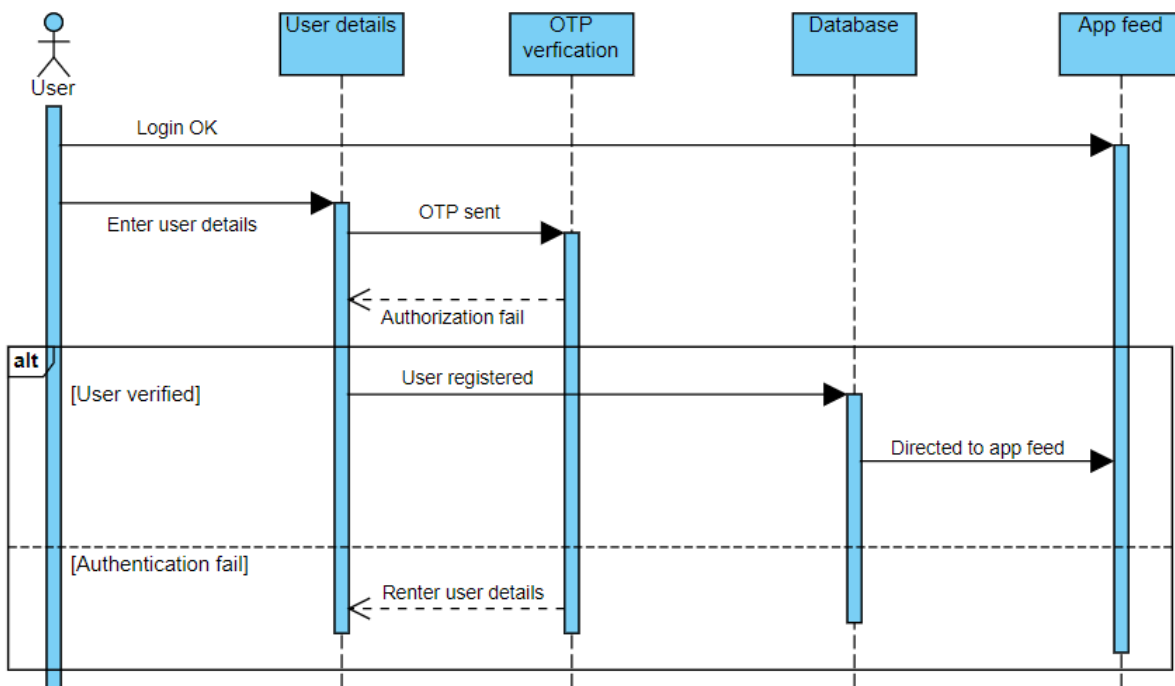 User details
OTP
verfication
Database
App feed
User
Login OK
Enter user details
OTP sent
Authorization fail
alt
[User verified]
User registered
Directed to app feed
[Authentication fail]
Renter user details